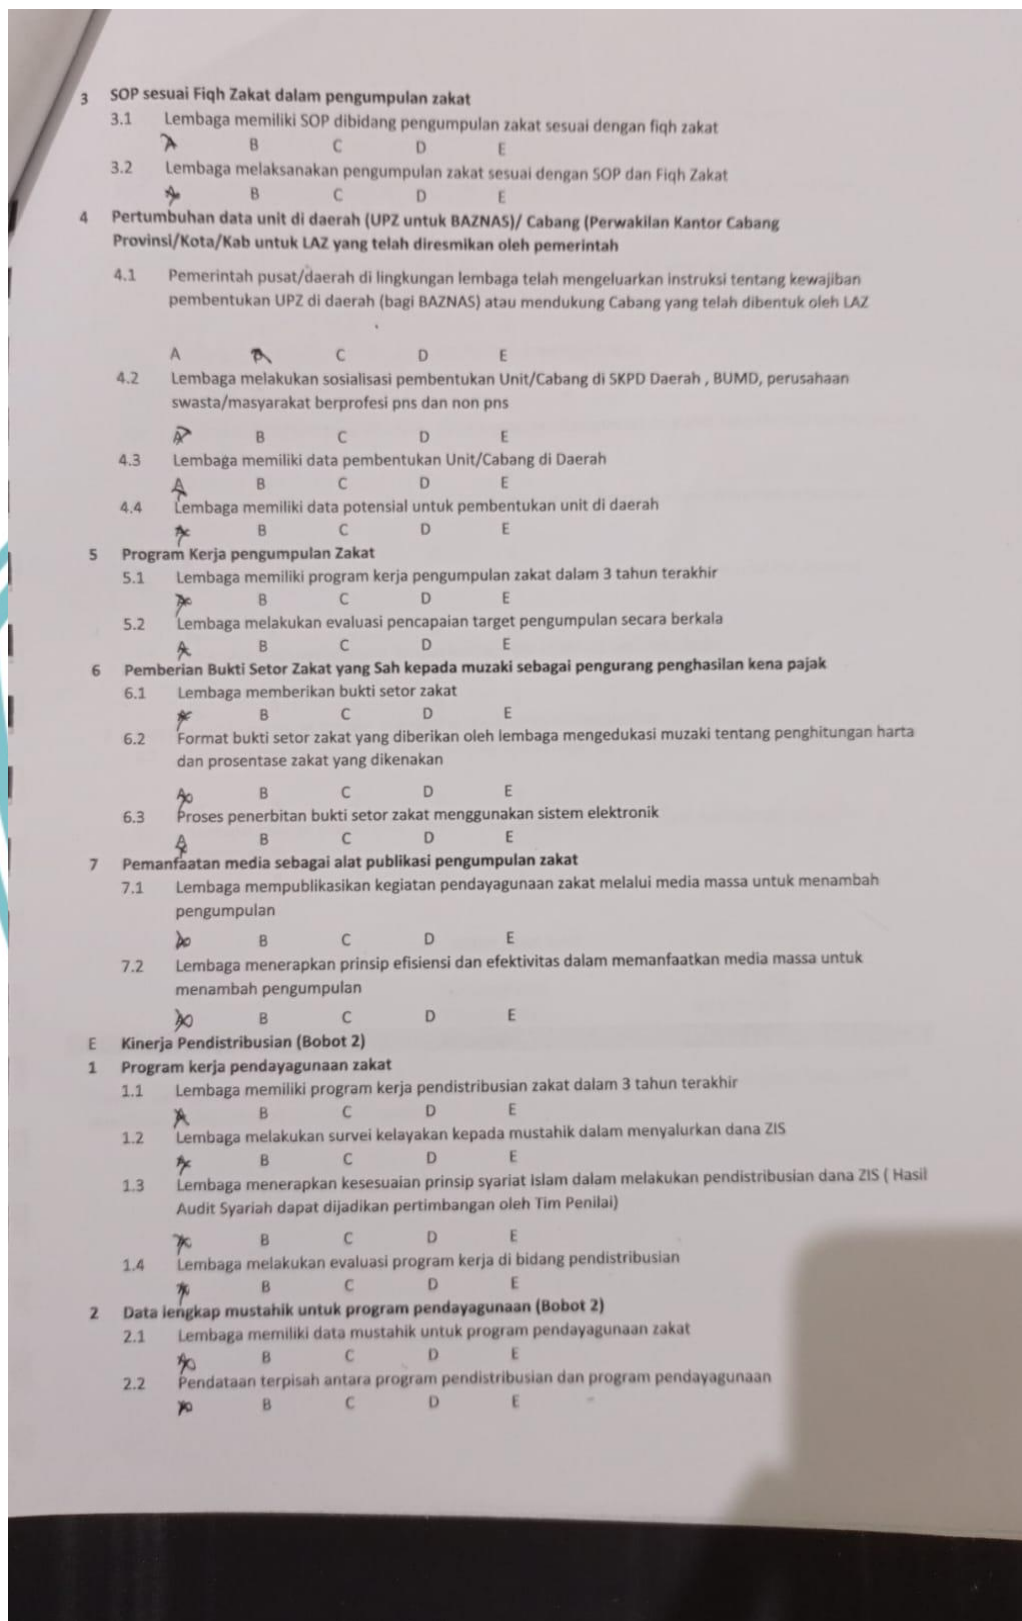 3 SOP sesuai Fiqh Zakat dalam pengumpulan zakat
3.1 Lembaga memiliki SOP dibidang pengumpulan zakat sesuai dengan fiqh zakat
A B C D E
3.2 Lembaga melaksanakan pengumpulan zakat sesuai dengan SOP dan Fiqh Zakat
A B C D E
4 Pertumbuhan data unit di daerah (UPZ untuk BAZNAS)/ Cabang (Perwakilan Kantor Cabang
Provinsi/Kota/Kab untuk LAZ yang telah diresmikan oleh pemerintah
4.1 Pemerintah pusat/daerah di lingkungan lembaga telah mengeluarkan instruksi tentang kewajiban
pembentukan UPZ di daerah (bagi BAZNAS) atau mendukung Cabang yang telah dibentuk oleh LAZ
A B C D E
4.2 Lembaga melakukan sosialisasi pembentukan Unit/Cabang di SKPD Daerah , BUMD, perusahaan
swasta/masyarakat berprofesi pns dan non pns
A B C D E
4.3 Lembaga memiliki data pembentukan Unit/Cabang di Daerah
A B C D E
4.4 Lembaga memiliki data potensial untuk pembentukan unit di daerah
A B C D E
5 Program Kerja pengumpulan Zakat
5.1 Lembaga memiliki program kerja pengumpulan zakat dalam 3 tahun terakhir
A B C D E
5.2 Lembaga melakukan evaluasi pencapaian target pengumpulan secara berkala
A B C D E
6 Pemberian Bukti Setor Zakat yang Sah kepada muzaki sebagai pengurang penghasilan kena pajak
6.1 Lembaga memberikan bukti setor zakat
A B C D E
6.2 Format bukti setor zakat yang diberikan oleh lembaga mengedukasi muzaki tentang penghitungan harta
dan prosentase zakat yang dikenakan
A B C D E
6.3 Proses penerbitan bukti setor zakat menggunakan sistem elektronik
A B C D E
7 Pemanfaatan media sebagai alat publikasi pengumpulan zakat
7.1 Lembaga mempublikasikan kegiatan pendayagunaan zakat melalui media massa untuk menambah
pengumpulan
A B C D E
7.2 Lembaga menerapkan prinsip efisiensi dan efektivitas dalam memanfaatkan media massa untuk
menambah pengumpulan
A B C D E
E Kinerja Pendistribusian (Bobot 2)
1 Program kerja pendayagunaan zakat
1.1 Lembaga memiliki program kerja pendistribusian zakat dalam 3 tahun terakhir
A B C D E
1.2 Lembaga melakukan survei kelayakan kepada mustahik dalam menyalurkan dana ZIS
A B C D E
1.3 Lembaga menerapkan kesesuaian prinsip syariat islam dalam melakukan pendistribusian dana ZIS ( Hasil
Audit Syariah dapat dijadikan pertimbangan oleh Tim Penilai)
A B C D E
1.4 Lembaga melakukan evaluasi program kerja di bidang pendistribusian
A B C D E
2 Data lengkap mustahik untuk program pendayagunaan (Bobot 2)
2.1 Lembaga memiliki data mustahik untuk program pendayagunaan zakat
A B C D E
2.2 Pendataan terpisah antara program pendistribusian dan program pendayagunaan
A B C D E